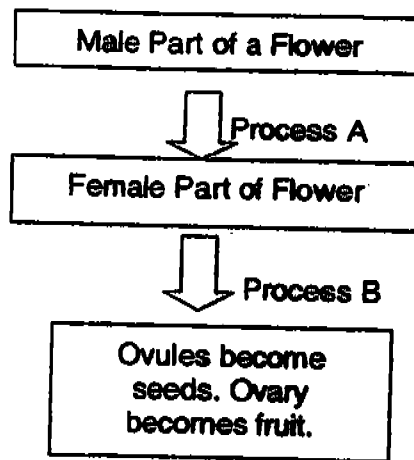 Male Part of a Flower
Process A
Female Part of Flower
Process B
Ovules become
seeds. Ovary
becomes fruit.